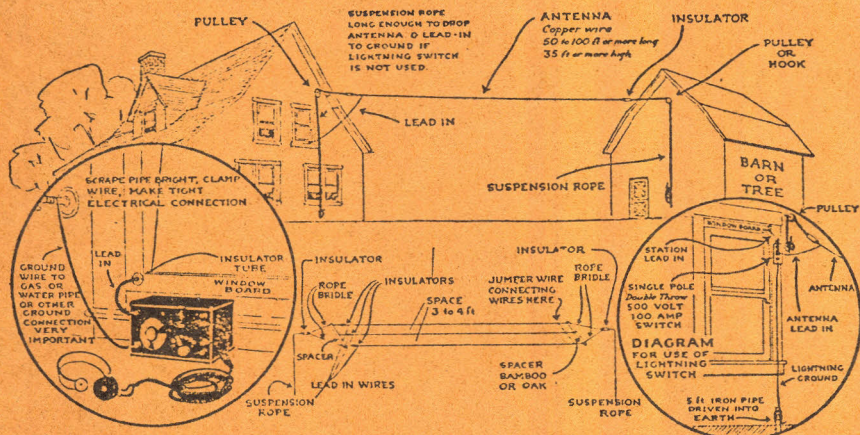 PULLEY
SUSPENSION ROPE
LONG ENOUGH TO DROP
ANTENNA & LEAD-IN
TO GROUND IF
LIGHTNING SWITCH
IS NOT USED.
ANTENNA
Copper wire
50 to 100 ft or more long
35 ft or more high
INSULATOR
PULLEY
OR
HOOK
LEAD IN
SUSPENSION ROPE
BARN
OR
TREE
SCRAPE PIPE BRIGHT, CLAMP
WIRE, MAKE TIGHT
ELECTRICAL CONNECTION
LEAD
IN
INSULATOR
TUBE
WINDOW
BOARD
GROUND
WIRE TO
GAS OR
WATER PIPE
OR OTHER
GROUND
CONNECTION
VERY
IMPORTANT
INSULATOR
ROPE
BRIDLE
INSULATORS
SPACE
3 to 4 ft
JUMPER WIRE
CONNECTING
WIRES HERE
INSULATOR
ROPE
BRIDLE
SPACER
LEAD IN WIRES
SUSPENSION
ROPE
SPACER
BAMBOO
OR OAK
SUSPENSION
ROPE
PULLEY
WINDOW BOARD
STATION
LEAD IN
ANTENNA
SINGLE POLE
Double Throw
500 VOLT
100 AMP
SWITCH
ANTENNA
LEAD IN
DIAGRAM
FOR USE OF
LIGHTNING
SWITCH
LIGHTNING
GROUND
5 ft IRON PIPE
DRIVEN INTO
EARTH